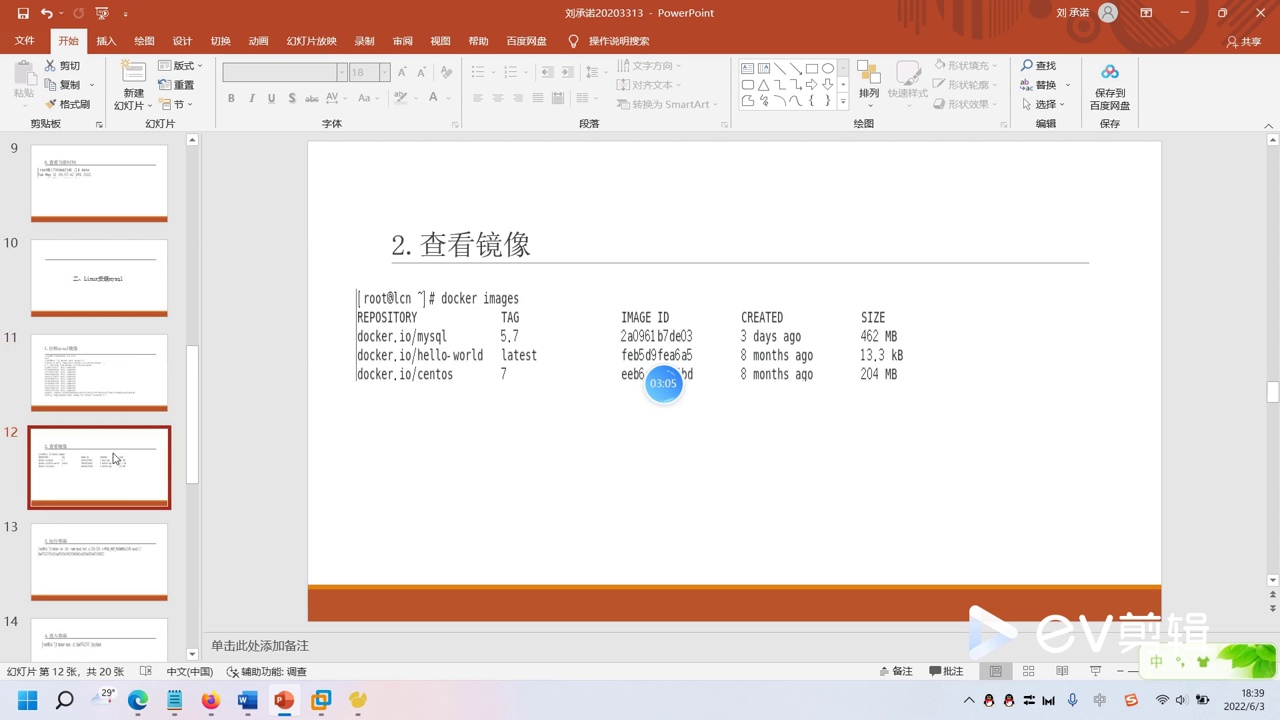 刘承诺20203313 - PowerPoint
刘 承诺
文件 开始 插入 绘图 设计 切换 动画 幻灯片放映 录制 审阅 视图 帮助 百度网盘 操作说明搜索 共享
粘贴
剪切
复制
格式刷
剪贴板
新建
幻灯片
版式
重置
节
幻灯片
18
字体
文字方向
对齐文本
转换为 SmartArt
段落
排列
快速样式
形状填充
形状轮廓
形状效果
绘图
查找
替换
选择
编辑
保存到
百度网盘
保存
9
10
二、Linux安装mysql
11
12
2.查看镜像
13
14
2.查看镜像
[root@lcn ~]# docker images
REPOSITORY TAG IMAGE ID CREATED SIZE
docker.io/mysql 5.7 2a0961b7de03 3 days ago 462 MB
docker.io/hello-world latest feb5d9fea6a5 months ago 13.3 kB
docker.io/centos 7 8 months ago 204 MB
03:05
单击此处添加备注
EV剪辑
中
幻灯片 第 12 张，共 20 张 中文(中国) 辅助功能: 调查 备注 批注
29°
中
18:39
2022/6/3